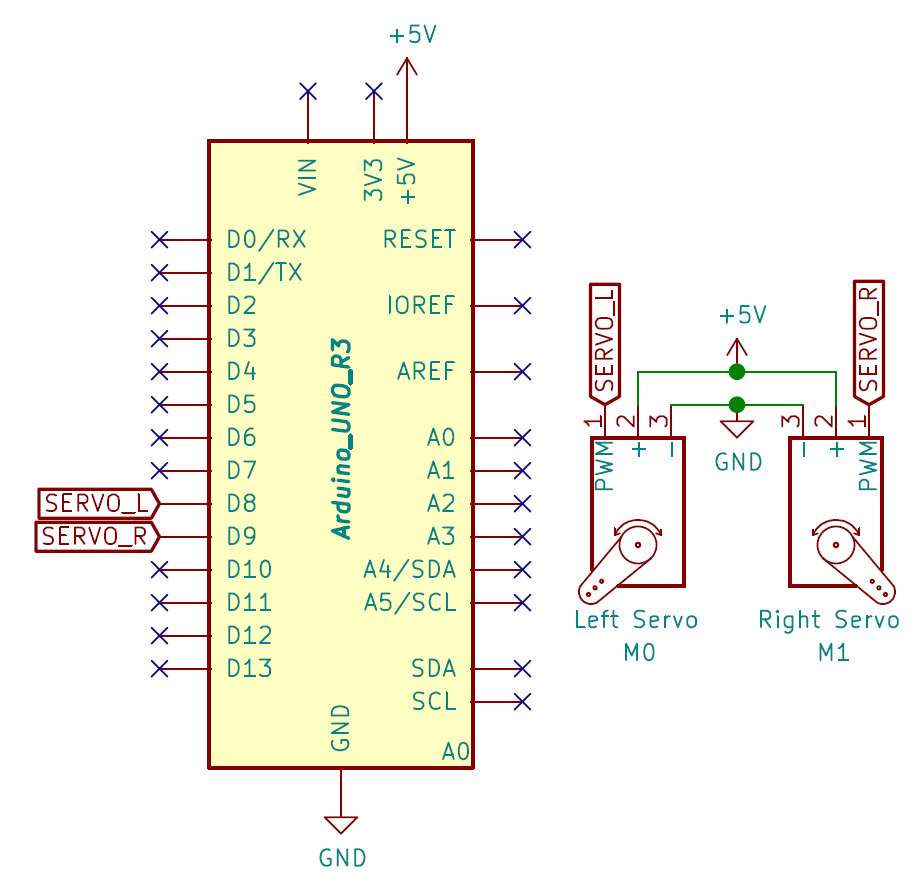 +5V
VIN
3V3
+5V
D0/RX
D1/TX
D2
D3
D4
D5
D6
D7
D8
D9
D10
D11
D12
D13
SERVO_L
SERVO_R
Arduino_UNO_R3
RESET
IOREF
AREF
A0
A1
A2
A3
A4/SDA
A5/SCL
SDA
SCL
GND
A0
GND
SERVO_L
+5V
SERVO_R
GND
1
2
3
PWM
+
-
Left Servo
M0
3
2
1
-
+
PWM
Right Servo
M1